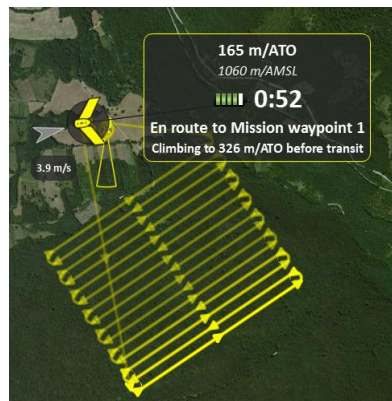 165 m/ATO
1060 m/AMSL
0:52
En route to Mission waypoint 1
Climbing to 326 m/ATO before transit
3.9 m/s